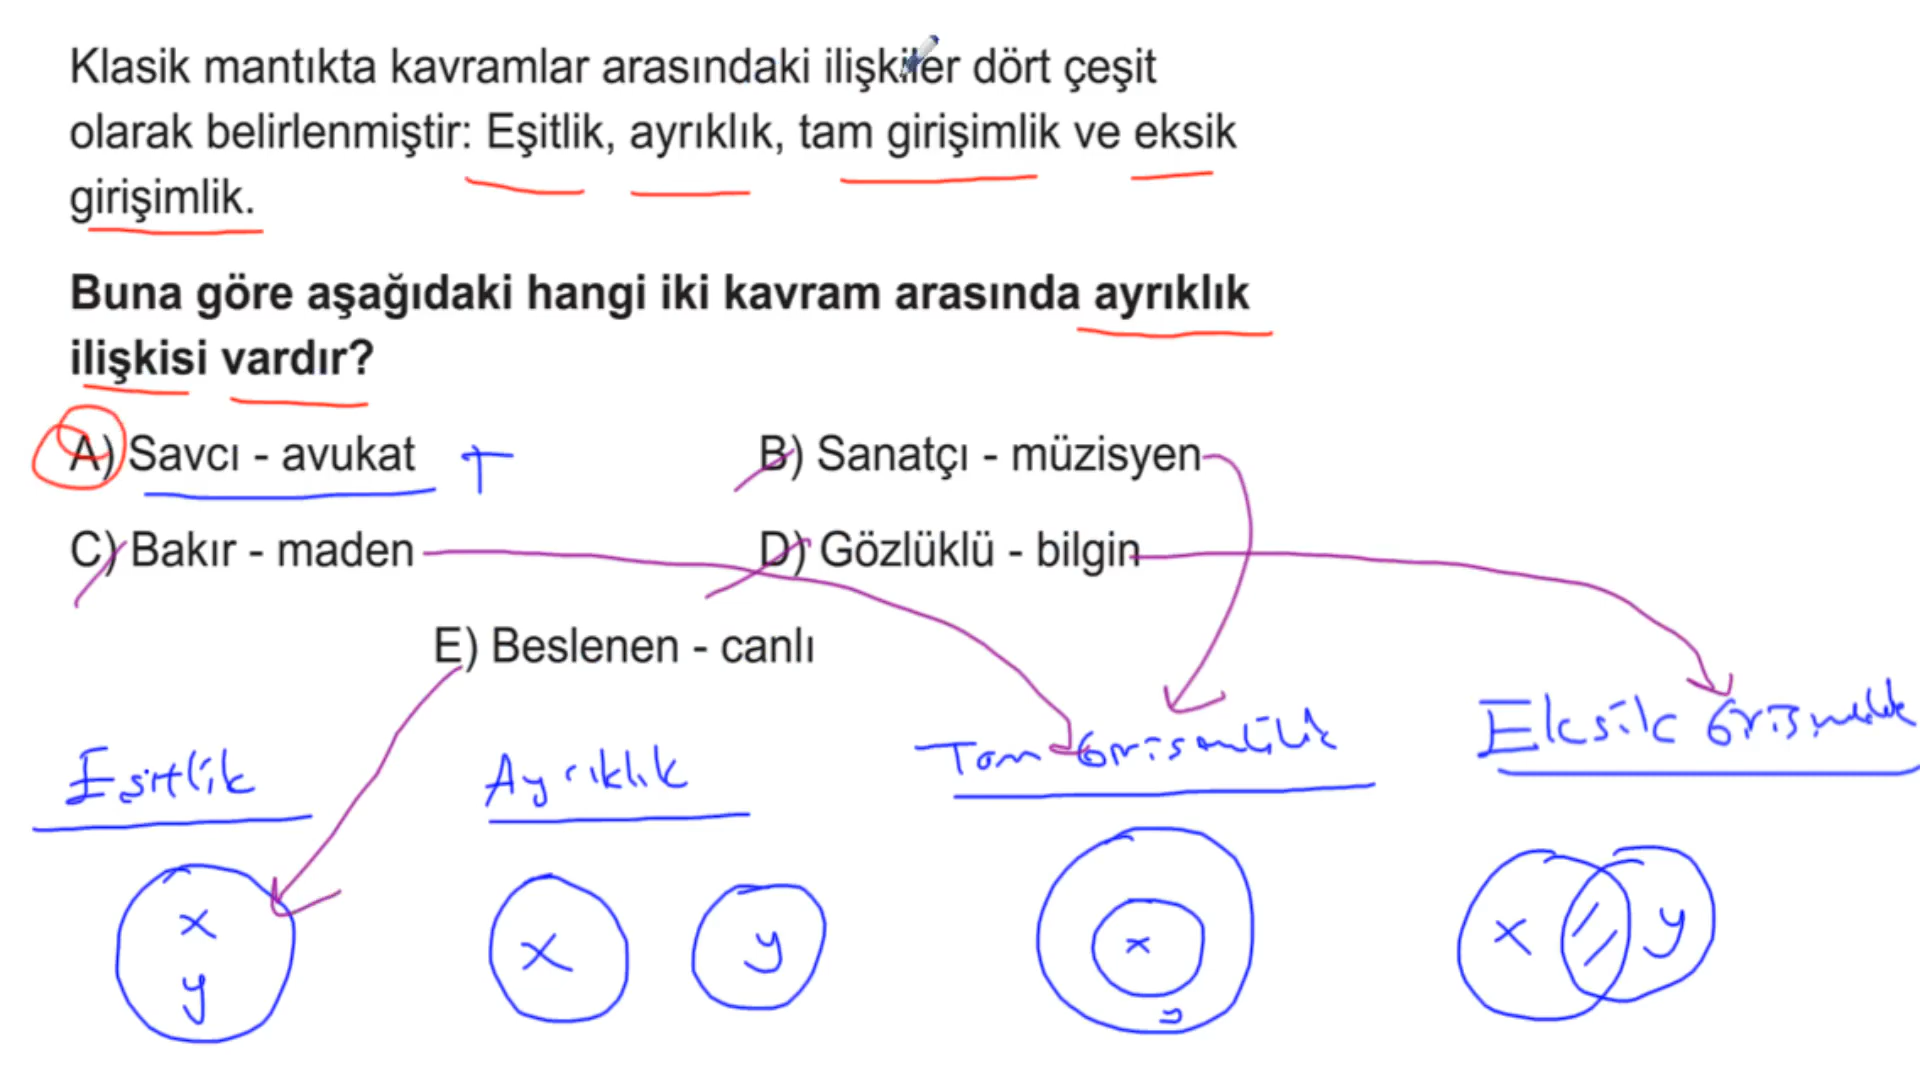 Klasik mantıkta kavramlar arasındaki ilişkiler dört çeşit
olarak belirlenmiştir: Eşitlik, ayrıklık, tam girişimlik ve eksik
girişimlik.
Buna göre aşağıdaki hangi iki kavram arasında ayrıklık
ilişkisi vardır?
A) Savcı - avukat B) Sanatçı - müzisyen
C) Bakır - maden D) Gözlüklü - bilgin
E) Beslenen - canlı
Eşitlik Ayrıklık Tam Girişimlilik Eksik Girişimlik
x x y x x y
y y